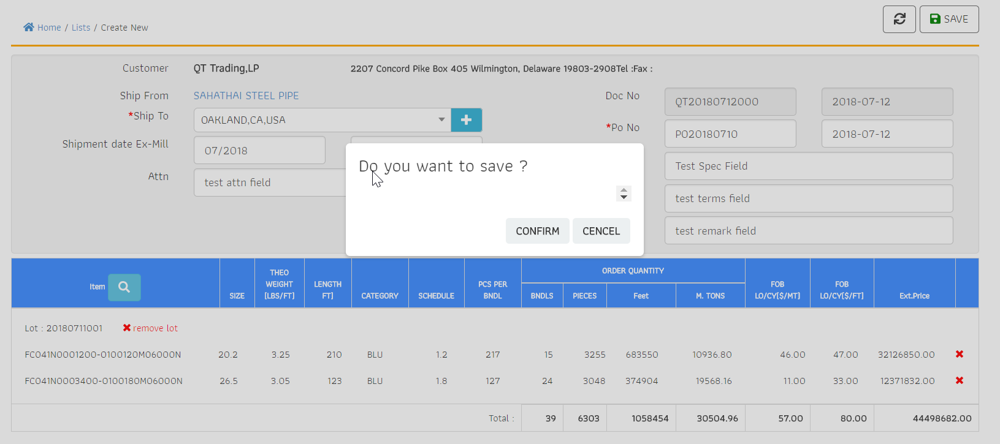 Home / Lists / Create New
SAVE
Customer QT Trading,LP 2207 Concord Pike Box 405 Wilmington, Delaware 19803-2908Tel :Fax :
Ship From SAHATHAI STEEL PIPE Doc No QT20180712000 2018-07-12
*Ship To OAKLAND,CA,USA *Po No PO20180710 2018-07-12
Shipment date Ex-Mill 07/2018
Test Spec Field
Attn test attn field
test terms field
test remark field
Do you want to save ?
CONFIRM CENCEL
Item SIZE THEO WEIGHT [LBS/FT] LENGTH FT] CATEGORY SCHEDULE PCS PER BNDL ORDER QUANTITY BNDLS PIECES Feet M. TONS FOB LO/CY[$/MT] FOB LO/CY[$/FT] Ext.Price
Lot : 20180711001 remove lot
FC041N0001200-0100120M06000N 20.2 3.25 210 BLU 1.2 217 15 3255 683550 10936.80 46.00 47.00 32126850.00
FC041N0003400-0100180M06000N 26.5 3.05 123 BLU 1.8 127 24 3048 374904 19568.16 11.00 33.00 12371832.00
Total : 39 6303 1058454 30504.96 57.00 80.00 44498682.00